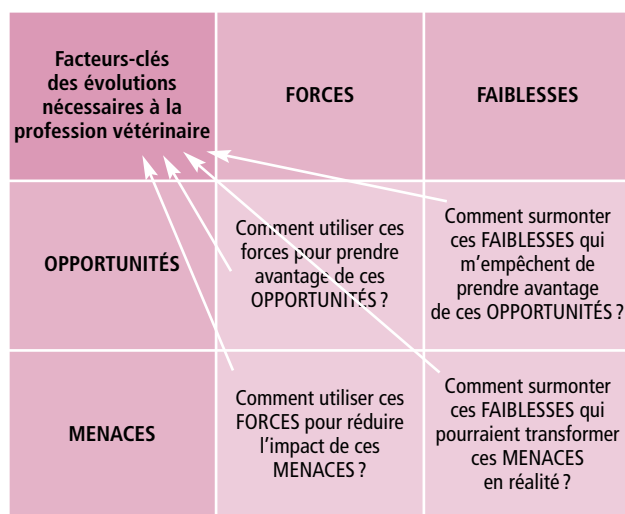 Facteurs-clés
des évolutions
nécessaires à la
profession vétérinaire
FORCES
FAIBLESSES
OPPORTUNITÉS
Comment utiliser ces
forces pour prendre
avantage de ces
OPPORTUNITÉS ?
Comment surmonter
ces FAIBLESSES qui
m'empêchent de
prendre avantage
de ces OPPORTUNITÉS ?
MENACES
Comment utiliser ces
FORCES pour réduire
l'impact de ces
MENACES ?
Comment surmonter
ces FAIBLESSES qui
pourraient transformer
ces MENACES
en réalité ?